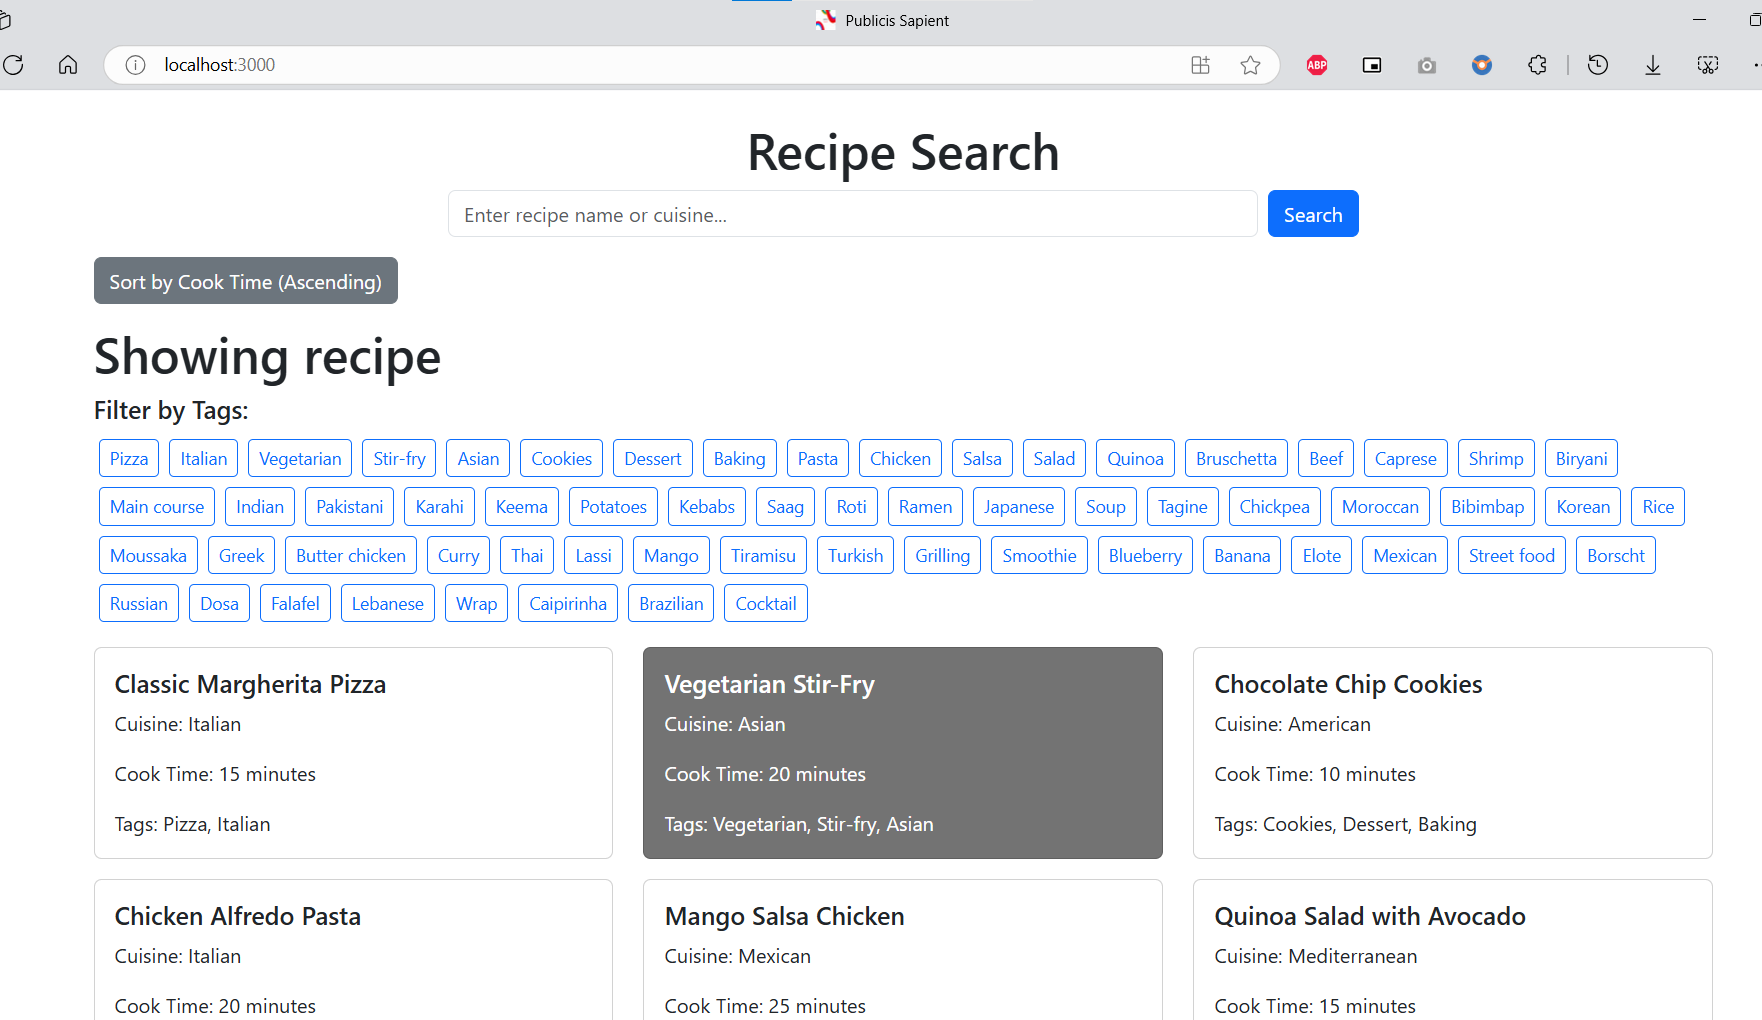 Publicis Sapient
localhost:3000
ABP
Recipe Search
Enter recipe name or cuisine...
Search
Sort by Cook Time (Ascending)
Showing recipe
Filter by Tags:
Pizza Italian Vegetarian Stir-fry Asian Cookies Dessert Baking Pasta Chicken Salsa Salad Quinoa Bruschetta Beef Caprese Shrimp Biryani
Main course Indian Pakistani Karahi Keema Potatoes Kebabs Saag Roti Ramen Japanese Soup Tagine Chickpea Moroccan Bibimbap Korean Rice
Moussaka Greek Butter chicken Curry Thai Lassi Mango Tiramisu Turkish Grilling Smoothie Blueberry Banana Elote Mexican Street food Borscht
Russian Dosa Falafel Lebanese Wrap Caipirinha Brazilian Cocktail
Classic Margherita Pizza
Cuisine: Italian
Cook Time: 15 minutes
Tags: Pizza, Italian
Vegetarian Stir-Fry
Cuisine: Asian
Cook Time: 20 minutes
Tags: Vegetarian, Stir-fry, Asian
Chocolate Chip Cookies
Cuisine: American
Cook Time: 10 minutes
Tags: Cookies, Dessert, Baking
Chicken Alfredo Pasta
Cuisine: Italian
Cook Time: 20 minutes
Mango Salsa Chicken
Cuisine: Mexican
Cook Time: 25 minutes
Quinoa Salad with Avocado
Cuisine: Mediterranean
Cook Time: 15 minutes